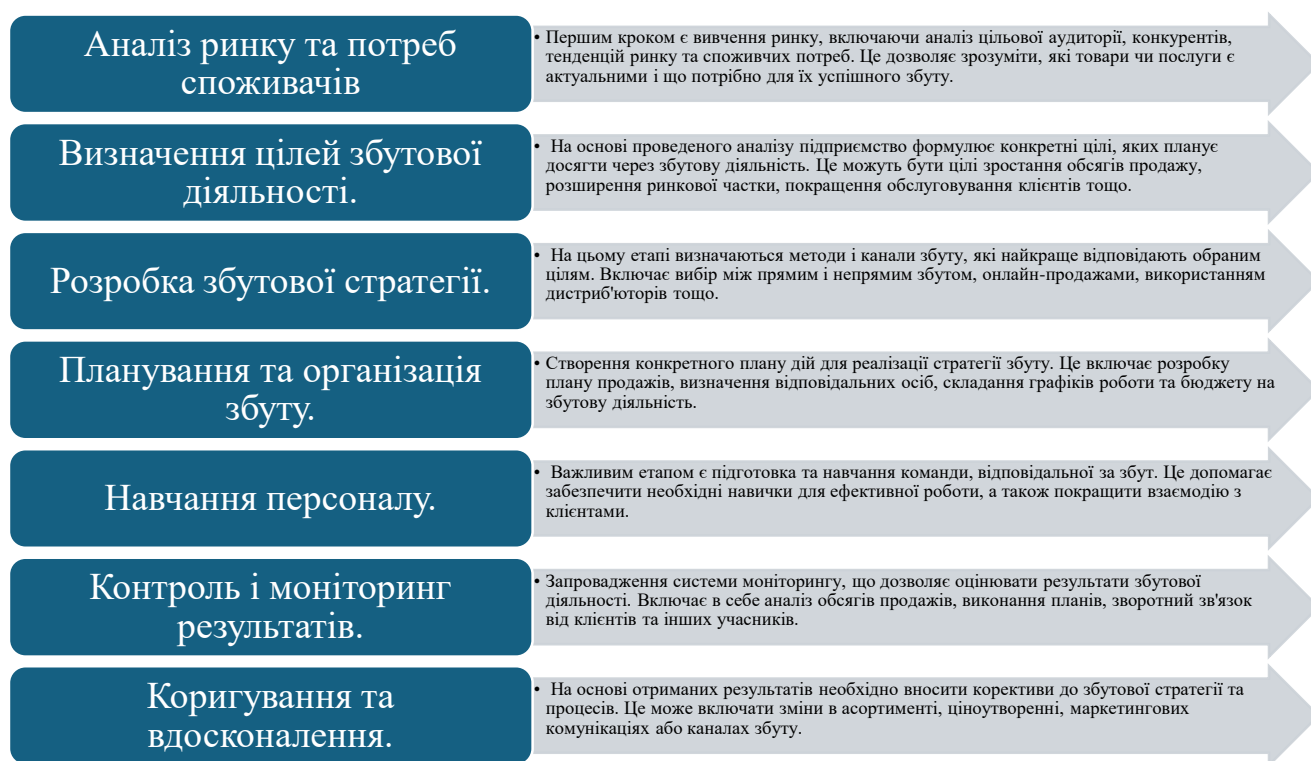 Аналіз ринку та потреб
споживачів
• Першим кроком є вивчення ринку, включаючи аналіз цільової аудиторії, конкурентів,
тенденцій ринку та споживчих потреб. Це дозволяє зрозуміти, які товари чи послуги є
актуальними і що потрібно для їх успішного збуту.
Визначення цілей збутової
діяльності.
• На основі проведеного аналізу підприємство формулює конкретні цілі, яких планує
досягти через збутову діяльність. Це можуть бути цілі зростання обсягів продажу,
розширення ринкової частки, покращення обслуговування клієнтів тощо.
Розробка збутової стратегії.
• На цьому етапі визначаються методи і канали збуту, які найкраще відповідають обраним
цілям. Включає вибір між прямим і непрямим збутом, онлайн-продажами, використанням
дистриб'юторів тощо.
Планування та організація
збуту.
• Створення конкретного плану дій для реалізації стратегії збуту. Це включає розробку
плану продажів, визначення відповідальних осіб, складання графіків роботи та бюджету на
збутову діяльність.
Навчання персоналу.
• Важливим етапом є підготовка та навчання команди, відповідальної за збут. Це допомагає
забезпечити необхідні навички для ефективної роботи, а також покращити взаємодію з
клієнтами.
Контроль і моніторинг
результатів.
• Запровадження системи моніторингу, що дозволяє оцінювати результати збутової
діяльності. Включає в себе аналіз обсягів продажів, виконання планів, зворотний зв'язок
від клієнтів та інших учасників.
Коригування та
вдосконалення.
• На основі отриманих результатів необхідно вносити корективи до збутової стратегії та
процесів. Це може включати зміни в асортименті, ціноутворенні, маркетингових
комунікаціях або каналах збуту.